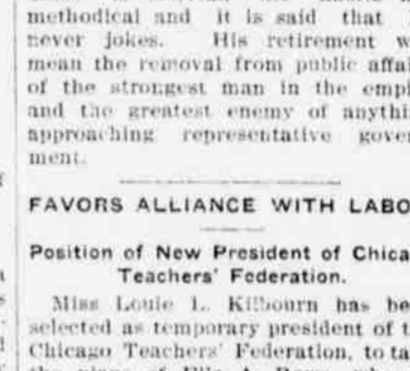 methodical and it is said that
never jokes. His retirement w
mean the removal from public affai
of the strongest man in the empi
and the greatest enemy of anythi
approaching representative gover
ment.
FAVORS ALLIANCE WITH LABO
Position of New President of Chica
Teachers' Federation.
Miss Louie L. Kilbourn has be
selected as temporary president of t
Chicago Teachers' Federation, to ta